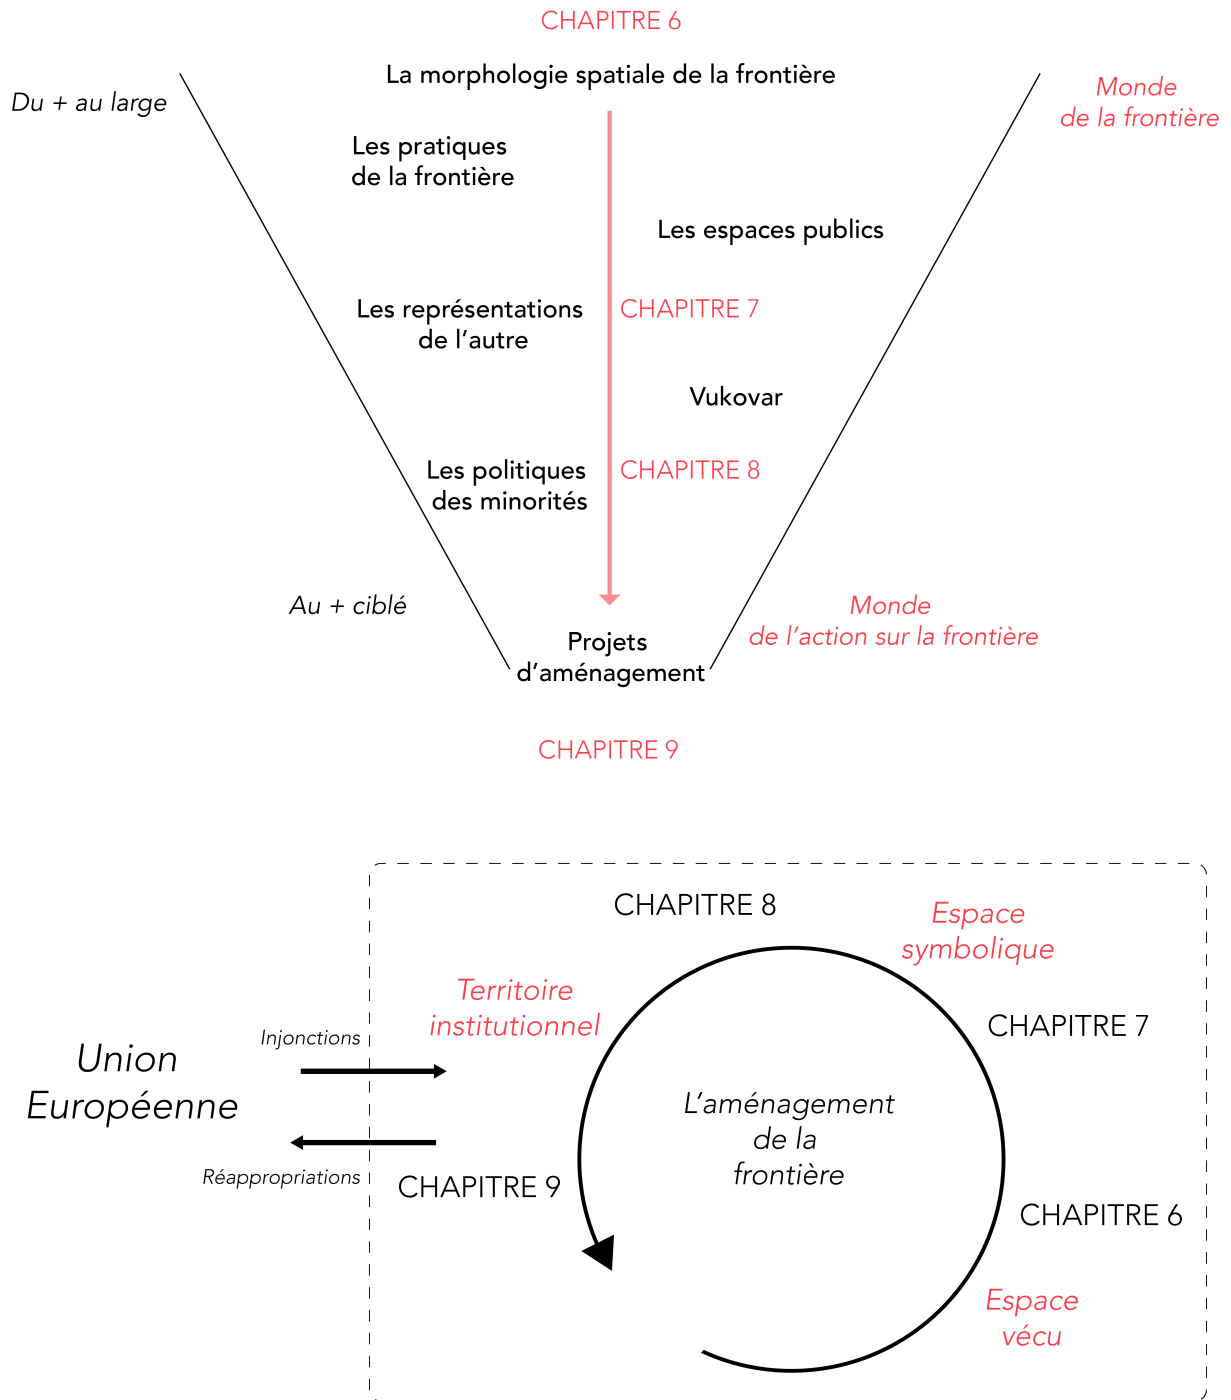 CHAPITRE 6
La morphologie spatiale de la frontière
Du + au large
Monde
de la frontière
Les pratiques
de la frontière
Les espaces publics
Les représentations
de l’autre
CHAPITRE 7
Vukovar
Les politiques
des minorités
CHAPITRE 8
Au + ciblé
Monde
de l’action sur la frontière
Projets
d’aménagement
CHAPITRE 9
CHAPITRE 8
Espace
symbolique
Territoire
institutionnel
CHAPITRE 7
Injonctions
Union
Européenne
L’aménagement
de la
frontière
Réappropriations
CHAPITRE 9
CHAPITRE 6
Espace
vécu